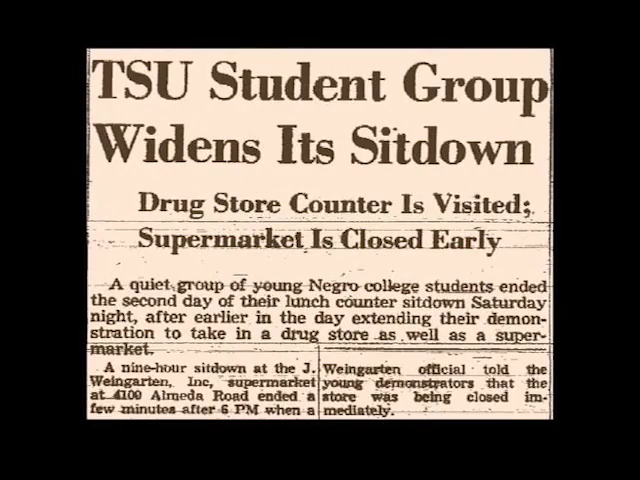 TSU Student Group
Widens Its Sitdown
Drug Store Counter Is Visited;
Supermarket Is Closed Early
A quiet group of young Negro college students ended
the second day of their lunch counter sitdown Saturday
night, after earlier in the day extending their demon-
stration to take in a drug store as well as a super-
market.
A nine-hour sitdown at the J.
Weingarten, Inc, supermarket
at 4100 Almeda Road ended a
few minutes after 6 PM when a
Weingarten official told the
young demonstrators that the
store was being closed im-
mediately.